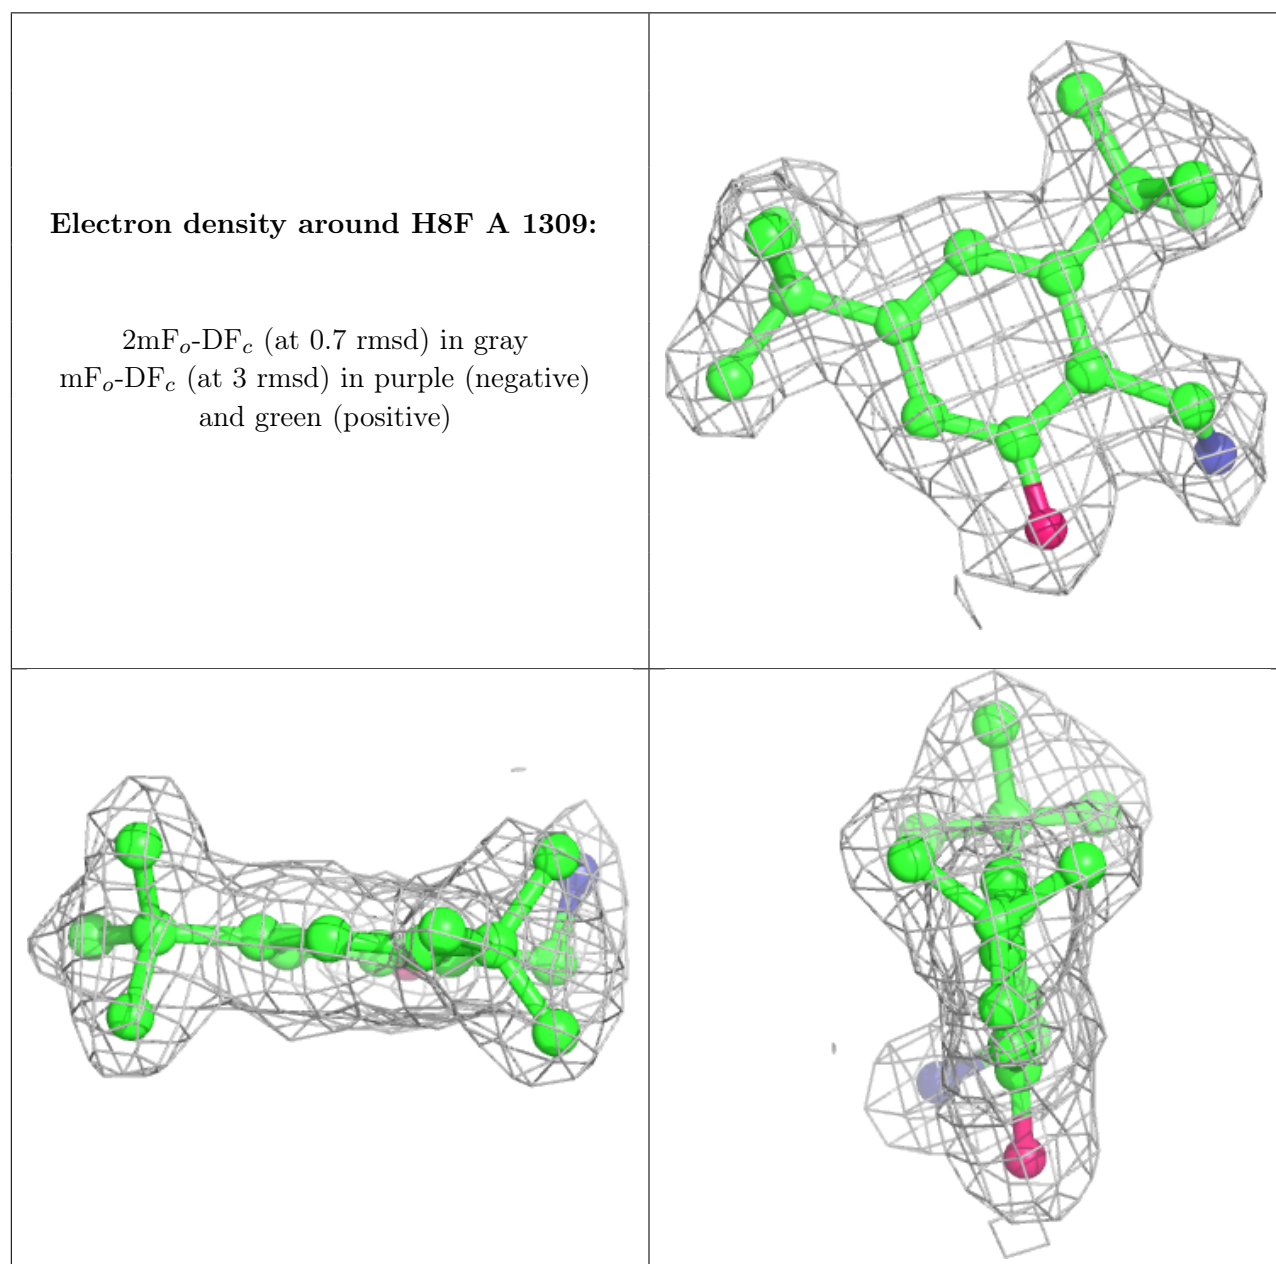 Electron density around H8F A 1309:
2mFo-DFc (at 0.7 rmsd) in gray
mFo-DFc (at 3 rmsd) in purple (negative)
and green (positive)